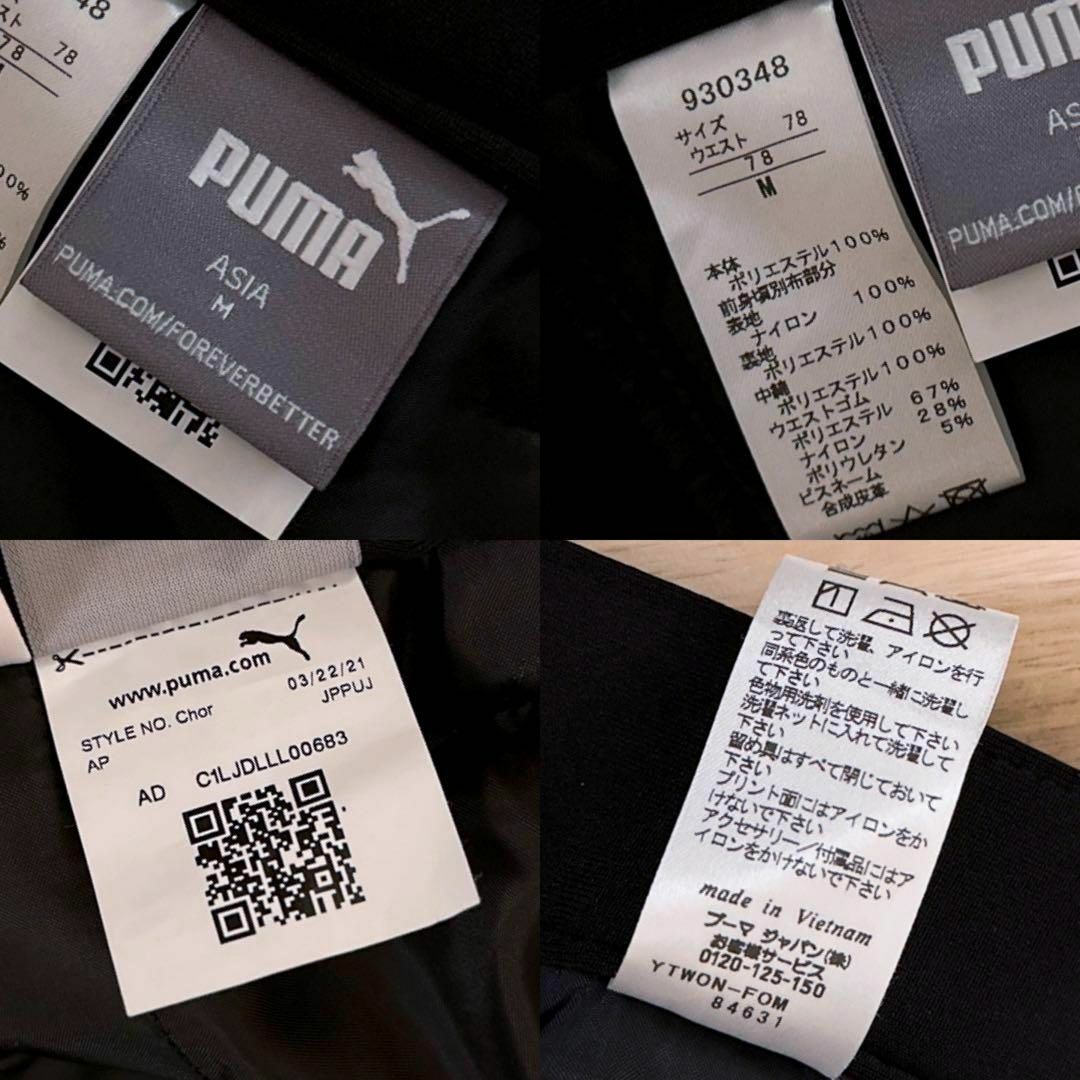 48
スト
78
78
M
00%
%
PUMA
ASIA
M
PUMA.COM/FOREVERBETTER
930348
サイズ
ウエスト 78
78
M
本体
ポリエステル100%
前身頃別布部分
表地
ナイロン 100%
裏地
ポリエステル100%
中綿
ポリエステル100%
ウエストゴム
ポリエステル 67%
ナイロン 28%
ポリウレタン 5%
ピスネーム
合成皮革
PUM
AS
PUMA.COM/F
www.puma.com
03/22/21
STYLE NO. Chor
JPPUJ
AP
AD C1LJDLLL00683
裏返して洗濯、アイロンを行
って下さい
同系色のものと一緒に洗濯し
て下さい
色物用洗剤を使用して下さい
洗濯ネットに入れて洗濯して
下さい
留め具はすべて閉じておいて
下さい
プリント面にはアイロンをか
けないで下さい
アクセサリー/付属品にはア
イロンをかけないで下さい
made in Vietnam
プーマ ジャパン(株)
お客様サービス
0120-125-150
YTWON-FOM
84631